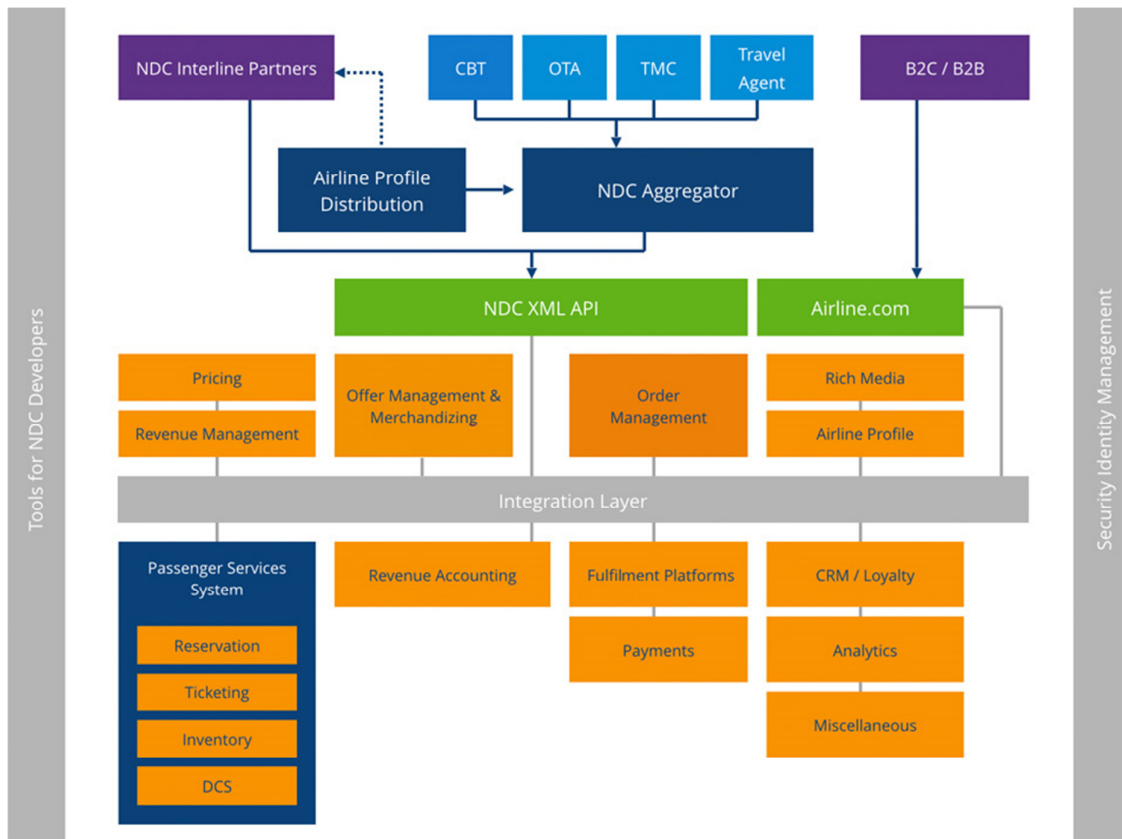 NDC Interline Partners
CBT
OTA
TMC
Travel
Agent
B2C / B2B
Airline Profile
Distribution
NDC Aggregator
NDC XML API
Airline.com
Pricing
Revenue Management
Offer Management &
Merchandizing
Order
Management
Rich Media
Airline Profile
Integration Layer
Passenger Services
System
Reservation
Ticketing
Inventory
DCS
Revenue Accounting
Fulfilment Platforms
Payments
CRM / Loyalty
Analytics
Miscellaneous
Tools for NDC Developers
Security Identity Management